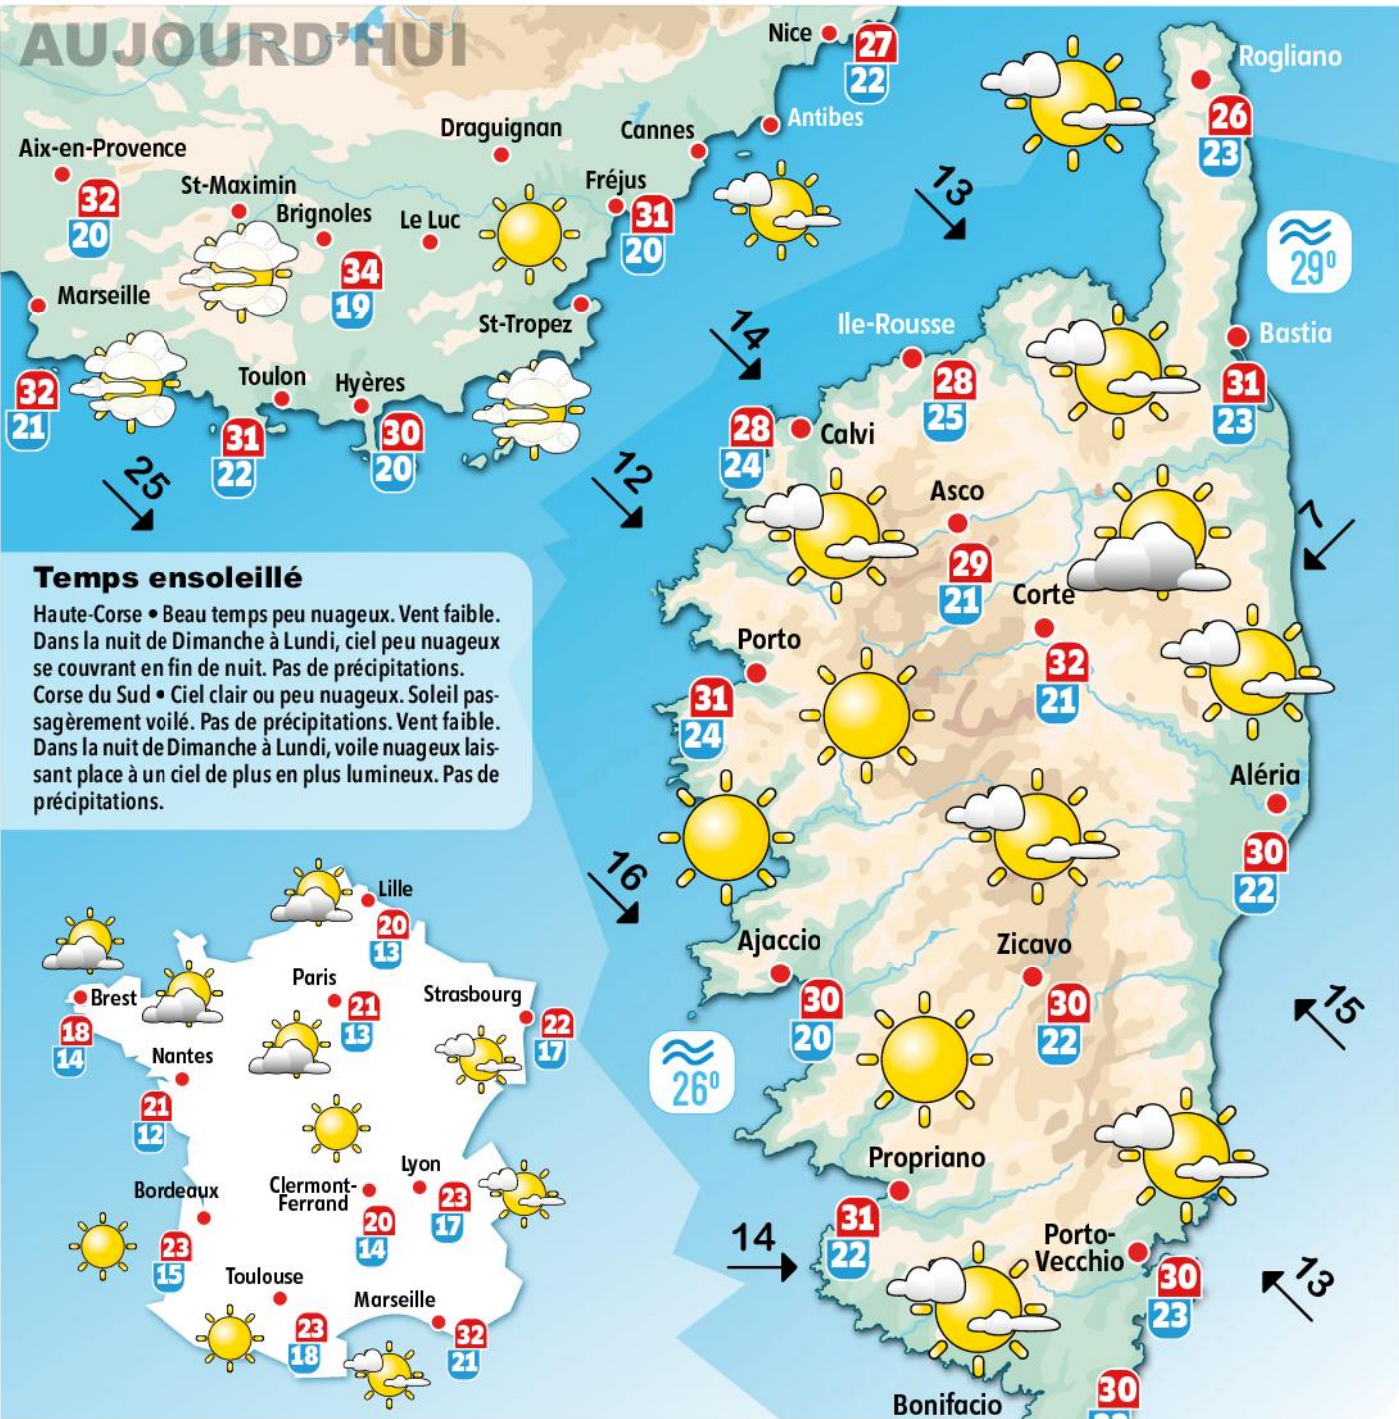 AUJOURD'HUI
Nice
27
22
Antibes
Rogliano
26
23
Draguignan
Cannes
Aix-en-Provence
32
20
St-Maximin
Brignoles
34
19
Le Luc
Fréjus
31
20
13
29°
Marseille
32
21
St-Tropez
Toulon
31
22
Hyères
30
20
25
14
Ile-Rousse
28
25
Bastia
31
23
28
24
Calvi
12
Asco
29
21
7
Corte
32
21
Temps ensoleillé
Haute-Corse • Beau temps peu nuageux. Vent faible.
Dans la nuit de Dimanche à Lundi, ciel peu nuageux
se couvrant en fin de nuit. Pas de précipitations.
Corse du Sud • Ciel clair ou peu nuageux. Soleil pas-
sagèrement voilé. Pas de précipitations. Vent faible.
Dans la nuit de Dimanche à Lundi, voile nuageux lais-
sant place à un ciel de plus en plus lumineux. Pas de
précipitations.
Porto
31
24
Aléria
30
22
16
Ajaccio
30
20
Zicavo
30
22
15
26°
Lille
20
13
Paris
21
13
Strasbourg
22
17
Brest
18
14
Nantes
21
12
Lyon
23
17
Clermont-
Ferrand
20
14
Bordeaux
23
15
Toulouse
23
18
Marseille
32
21
Propriano
31
22
14
Porto-
Vecchio
30
23
13
Bonifacio
30